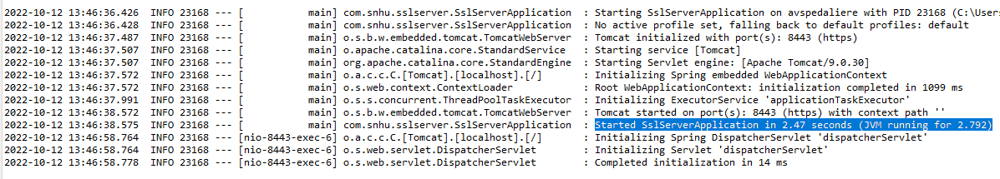 2022-10-12 13:46:36.426 INFO 23168 --- [ main] com.snhu.sslserver.SslServerApplication : Starting SslServerApplication on avspedaliere with PID 23168 (C:\Users
2022-10-12 13:46:36.428 INFO 23168 --- [ main] com.snhu.sslserver.SslServerApplication : No active profile set, falling back to default profiles: default
2022-10-12 13:46:37.487 INFO 23168 --- [ main] o.s.b.w.embedded.tomcat.TomcatWebServer : Tomcat initialized with port(s): 8443 (https)
2022-10-12 13:46:37.507 INFO 23168 --- [ main] o.apache.catalina.core.StandardService : Starting service [Tomcat]
2022-10-12 13:46:37.507 INFO 23168 --- [ main] org.apache.catalina.core.StandardEngine : Starting Servlet engine: [Apache Tomcat/9.0.30]
2022-10-12 13:46:37.572 INFO 23168 --- [ main] o.a.c.c.C.[Tomcat].[localhost].[/] : Initializing Spring embedded WebApplicationContext
2022-10-12 13:46:37.572 INFO 23168 --- [ main] o.s.web.context.ContextLoader : Root WebApplicationContext: initialization completed in 1099 ms
2022-10-12 13:46:37.991 INFO 23168 --- [ main] o.s.s.concurrent.ThreadPoolTaskExecutor : Initializing ExecutorService 'applicationTaskExecutor'
2022-10-12 13:46:38.572 INFO 23168 --- [ main] o.s.b.w.embedded.tomcat.TomcatWebServer : Tomcat started on port(s): 8443 (https) with context path ''
2022-10-12 13:46:38.575 INFO 23168 --- [ main] com.snhu.sslserver.SslServerApplication : Started SslServerApplication in 2.47 seconds (JVM running for 2.792)
2022-10-12 13:46:58.764 INFO 23168 --- [nio-8443-exec-6] o.a.c.c.C.[Tomcat].[localhost].[/] : Initializing Spring DispatcherServlet 'dispatcherServlet'
2022-10-12 13:46:58.764 INFO 23168 --- [nio-8443-exec-6] o.s.web.servlet.DispatcherServlet : Initializing Servlet 'dispatcherServlet'
2022-10-12 13:46:58.778 INFO 23168 --- [nio-8443-exec-6] o.s.web.servlet.DispatcherServlet : Completed initialization in 14 ms